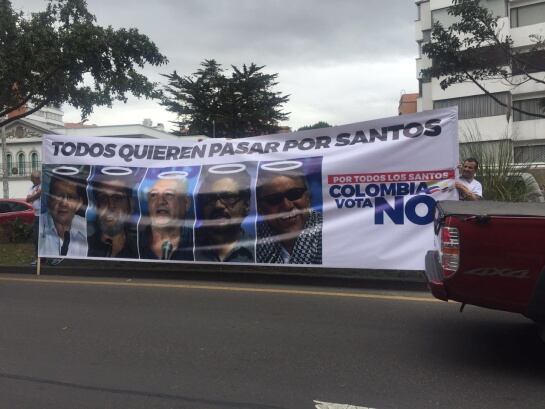 TODOS QUIEREN PASAR POR SANTOS
POR TODOS LOS SANTOS
COLOMBIA
VOTA NO
4x4